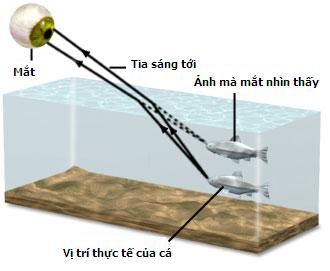 Mắt
Tia sáng tới
Ảnh mà mắt nhìn thấy
Vị trí thực tế của cá